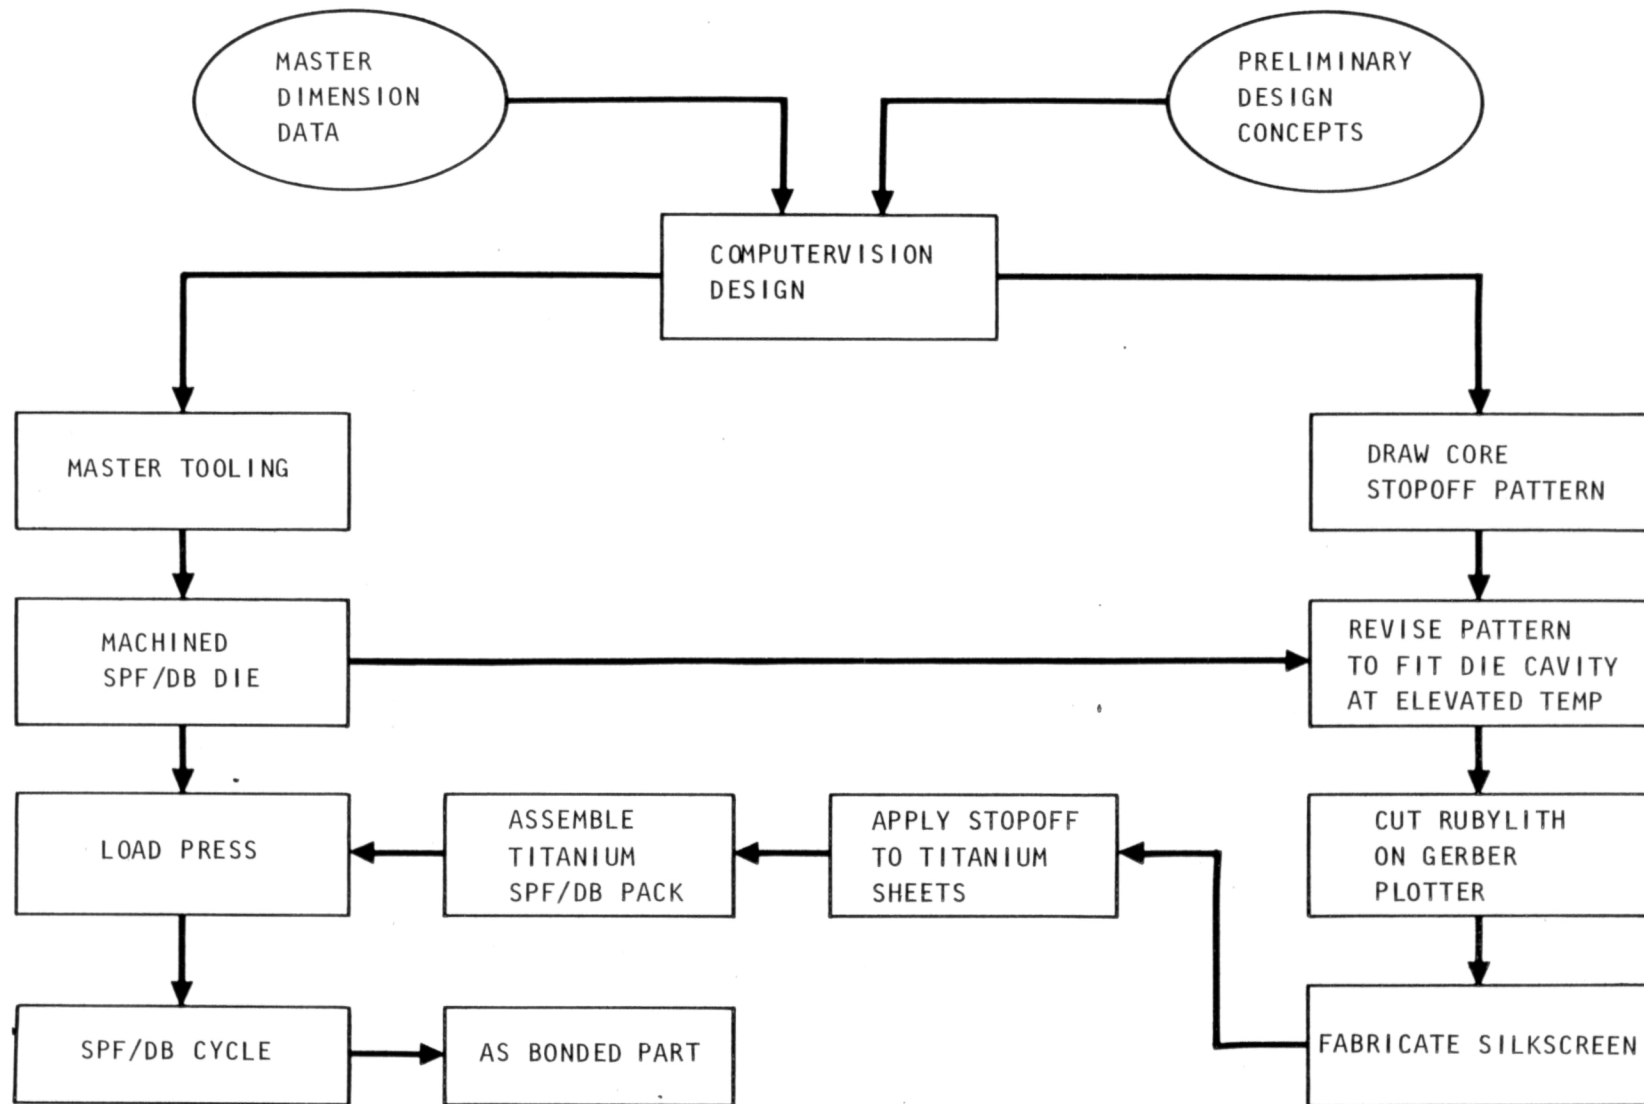 MASTER
DIMENSION
DATA
PRELIMINARY
DESIGN
CONCEPTS
COMPUTERVISION
DESIGN
MASTER TOOLING
DRAW CORE
STOPOFF PATTERN
MACHINED
SPF/DB DIE
REVISE PATTERN
TO FIT DIE CAVITY
AT ELEVATED TEMP
LOAD PRESS
ASSEMBLE
TITANIUM
SPF/DB PACK
APPLY STOPOFF
TO TITANIUM
SHEETS
CUT RUBYLITH
ON GERBER
PLOTTER
SPF/DB CYCLE
AS BONDED PART
FABRICATE SILKSCREEN